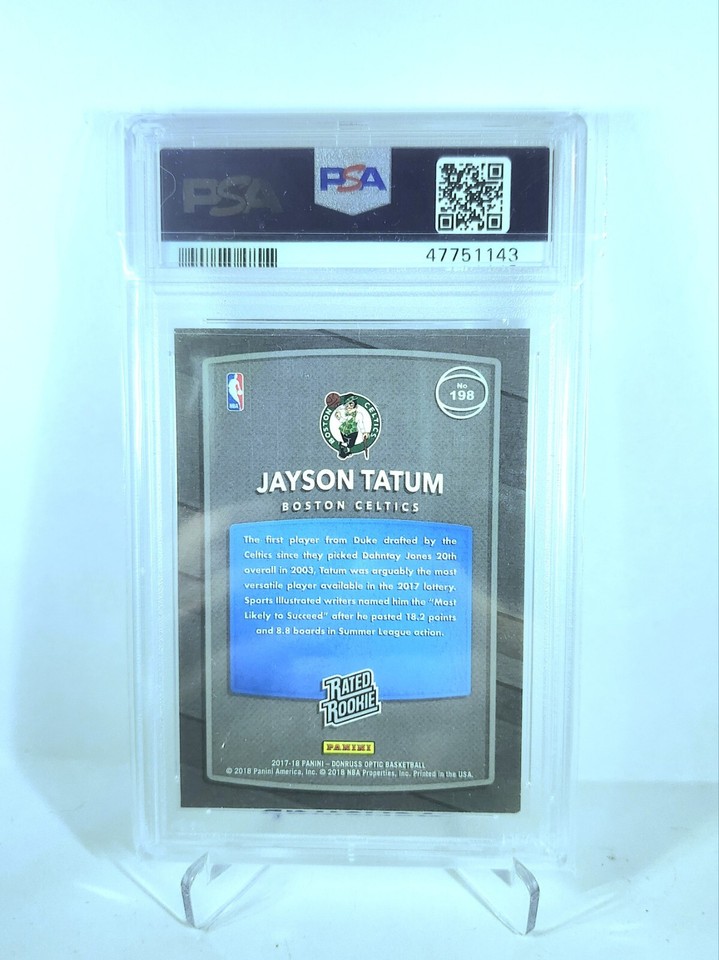 PSA
PSA
47751143
NBA
No
198
BOSTON CELTICS
JAYSON TATUM
BOSTON CELTICS
The first player from Duke drafted by the
Celtics since they picked Dahntay Jones 20th
overall in 2003, Tatum was arguably the most
versatile player available in the 2017 lottery.
Sports Illustrated writers named him the "Most
Likely to Succeed" after he posted 18.2 points
and 8.8 boards in Summer League action.
RATED
ROOKIE
PANINI
2017-18 PANINI – DONRUSS OPTIC BASKETBALL
© 2018 Panini America, Inc. © 2018 NBA Properties, Inc. Printed in the USA.